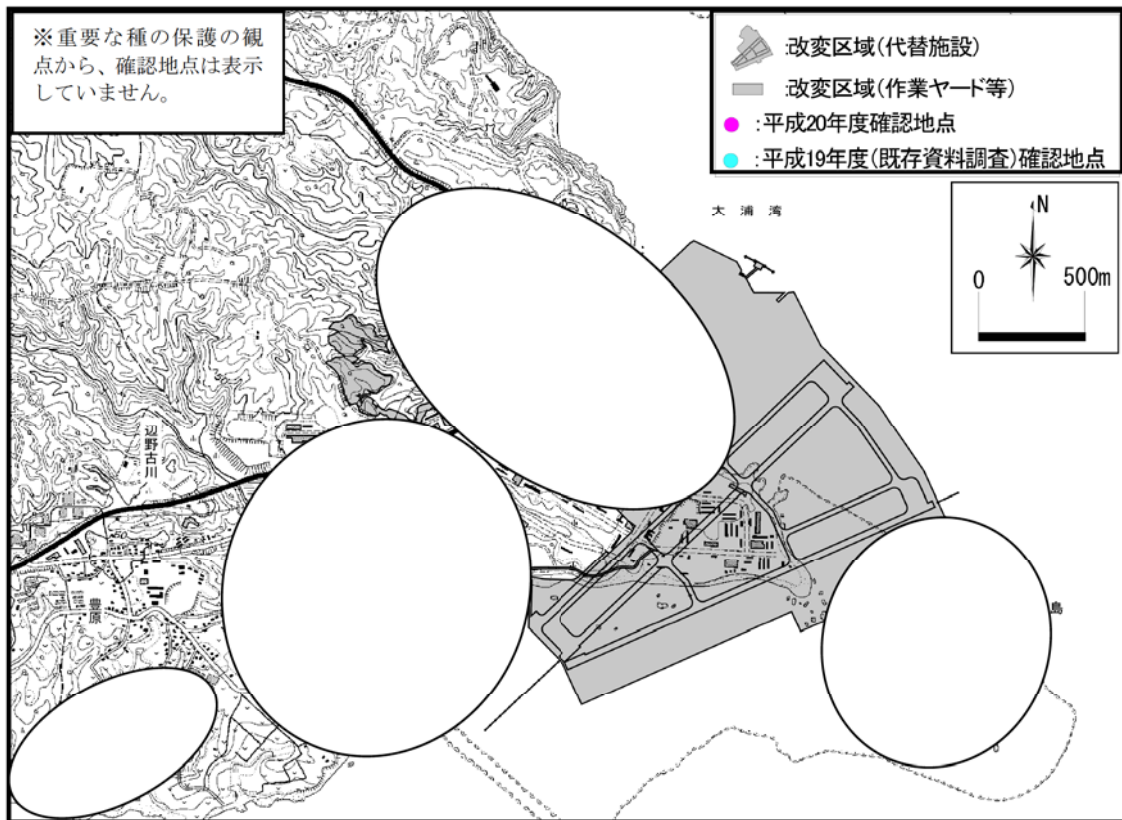 ※重要な種の保護の観
点から、確認地点は表示
していません。
:改変区域(代替施設)
:改変区域(作業ヤード等)
:平成20年度確認地点
:平成19年度(既存資料調査)確認地点
大浦湾
N
0 500m
辺野古川
豊原
島